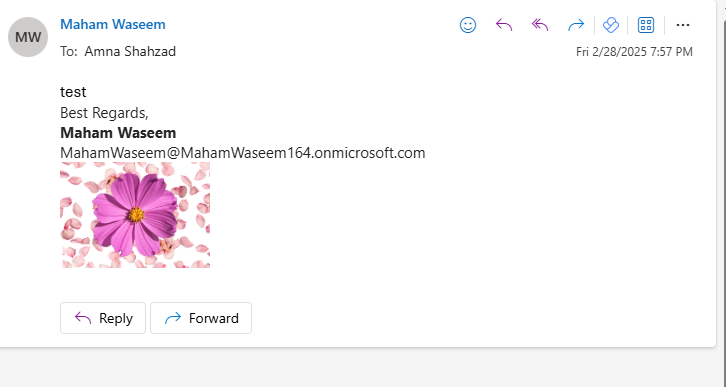 MW
Maham Waseem
To: Amna Shahzad
Fri 2/28/2025 7:57 PM
test
Best Regards,
Maham Waseem
MahamWaseem@MahamWaseem164.onmicrosoft.com
Reply
Forward